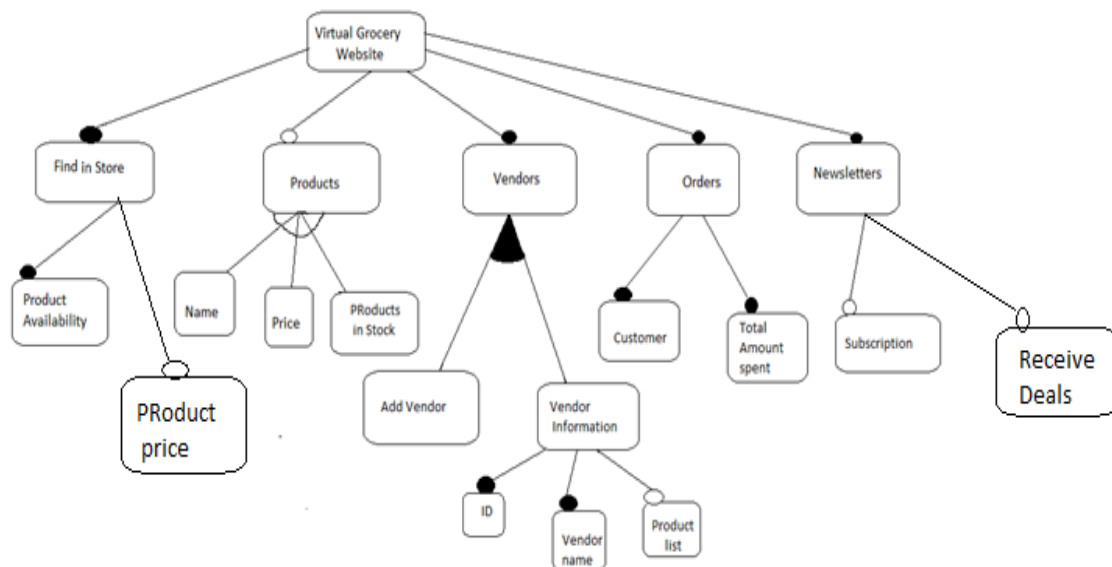 Virtual Grocery
Website
Find in Store
Products
Vendors
Orders
Newsletters
Product
Availability
Name
Price
PRoducts
in Stock
Customer
Total
Amount
spent
Subscription
Receive
Deals
PRoduct
price
Add Vendor
Vendor
Information
ID
Vendor
name
Product
list